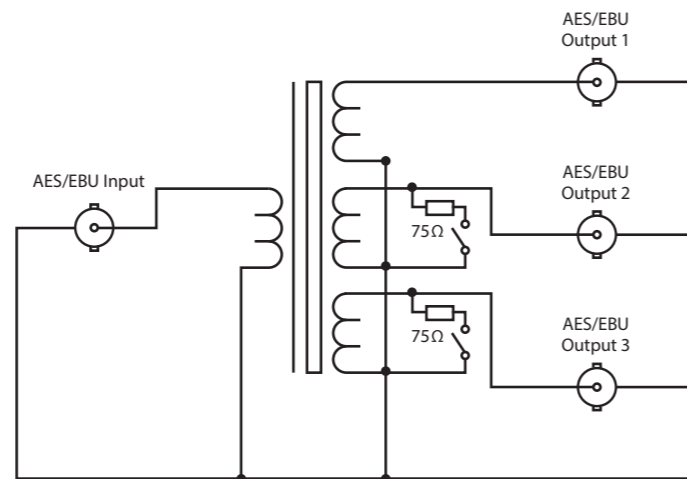 AES/EBU
Output 1
AES/EBU Input
AES/EBU
Output 2
75Ω
AES/EBU
Output 3
75Ω